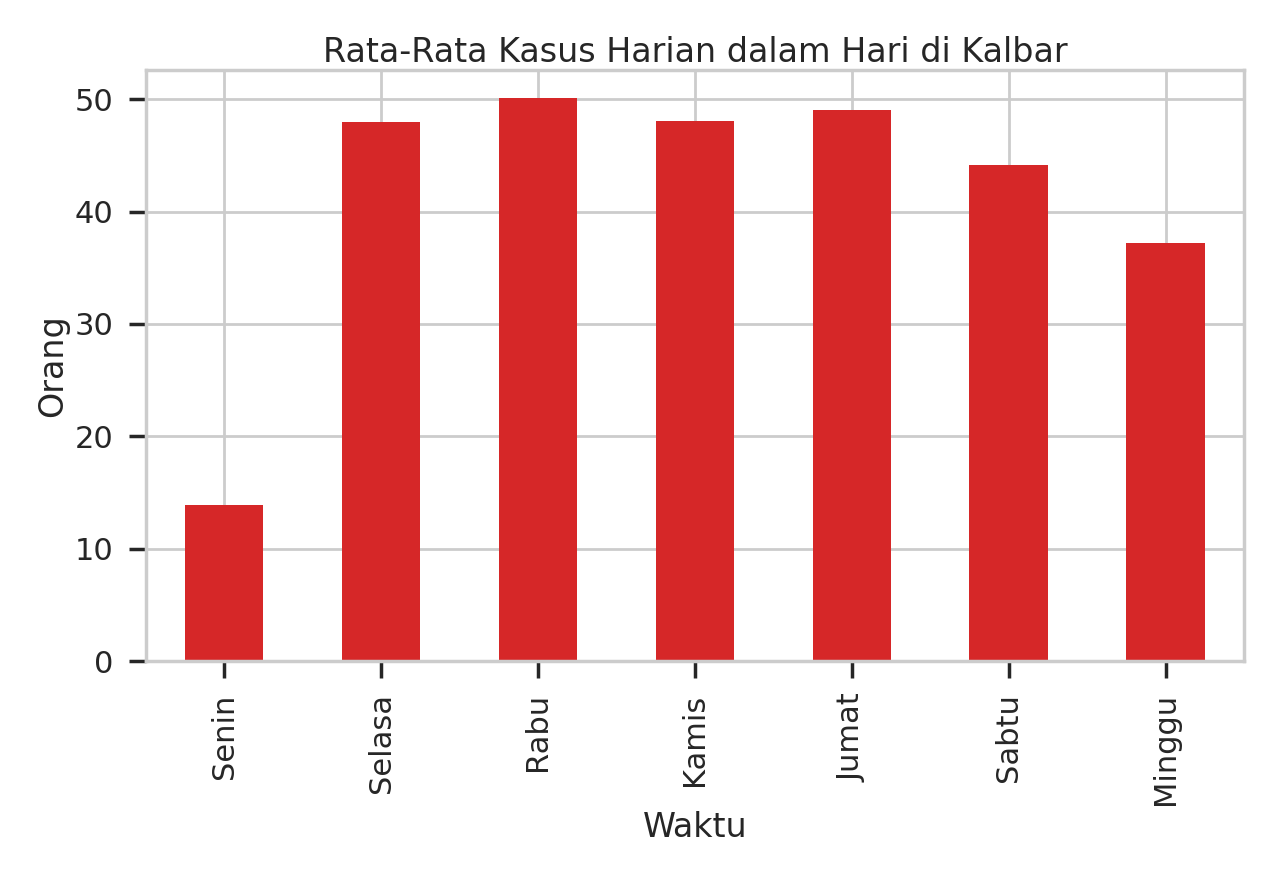 Rata-Rata Kasus Harian dalam Hari di Kalbar
Orang
50
40
30
20
10
0
Senin
Selasa
Rabu
Kamis
Jumat
Sabtu
Minggu
Waktu